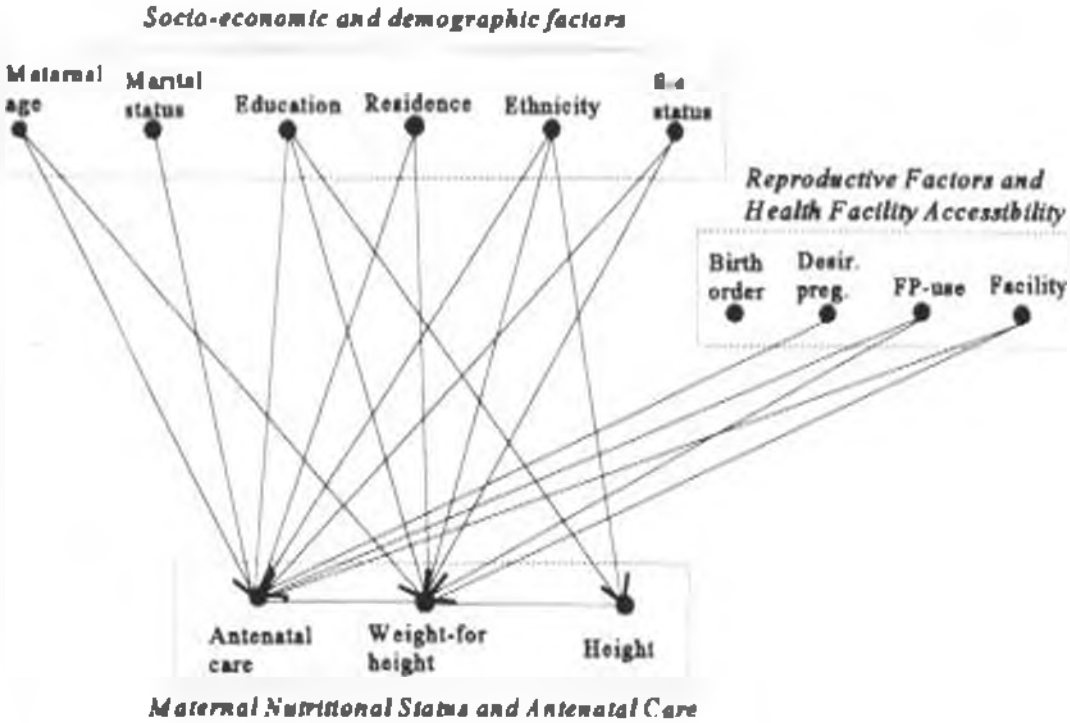 Socio-economic and demographic factors
Maternal
age
Marital
status
Education
Residence
Ethnicity
status
Reproductive Factors and
Health Facility Accessibility
Birth
order
Desir.
preg.
FP-use
Facility
Antenatal
care
Weight-for
height
Height
Maternal Nutritional Status and Antenatal Care